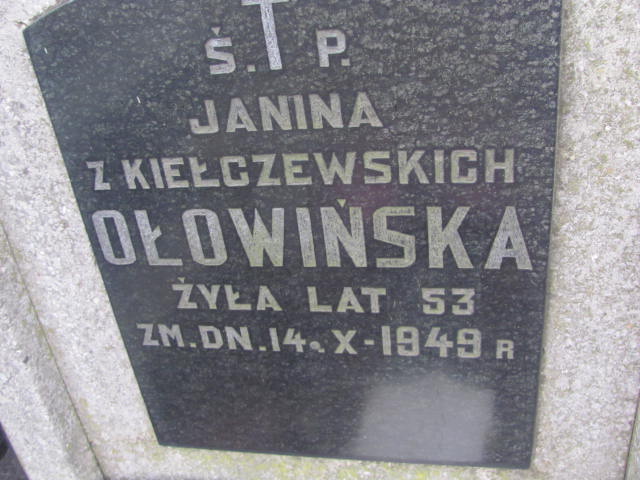 Ś. P.
JANINA
Z KIEŁCZEWSKICH
OŁOWIŃSKA
ŻYŁA LAT 53
ZM. DN. 14. X-1949 R